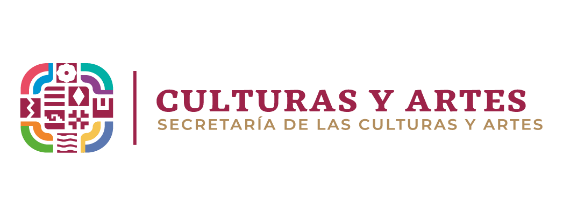 CULTURAS Y ARTES
SECRETARÍA DE LAS CULTURAS Y ARTES